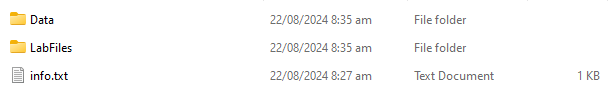 Data 22/08/2024 8:35 am File folder
LabFiles 22/08/2024 8:35 am File folder
info.txt 22/08/2024 8:27 am Text Document 1 KB